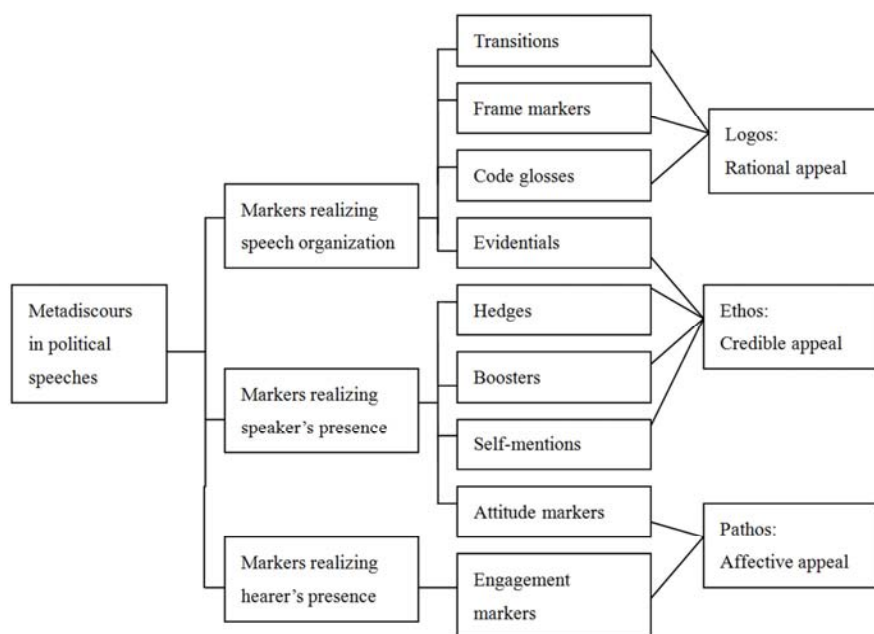 Metadiscours
in political
speeches
Markers realizing
speech organization
Markers realizing
speaker's presence
Markers realizing
hearer's presence
Transitions
Frame markers
Code glosses
Evidentials
Hedges
Boosters
Self-mentions
Attitude markers
Engagement
markers
Logos:
Rational appeal
Ethos:
Credible appeal
Pathos:
Affective appeal